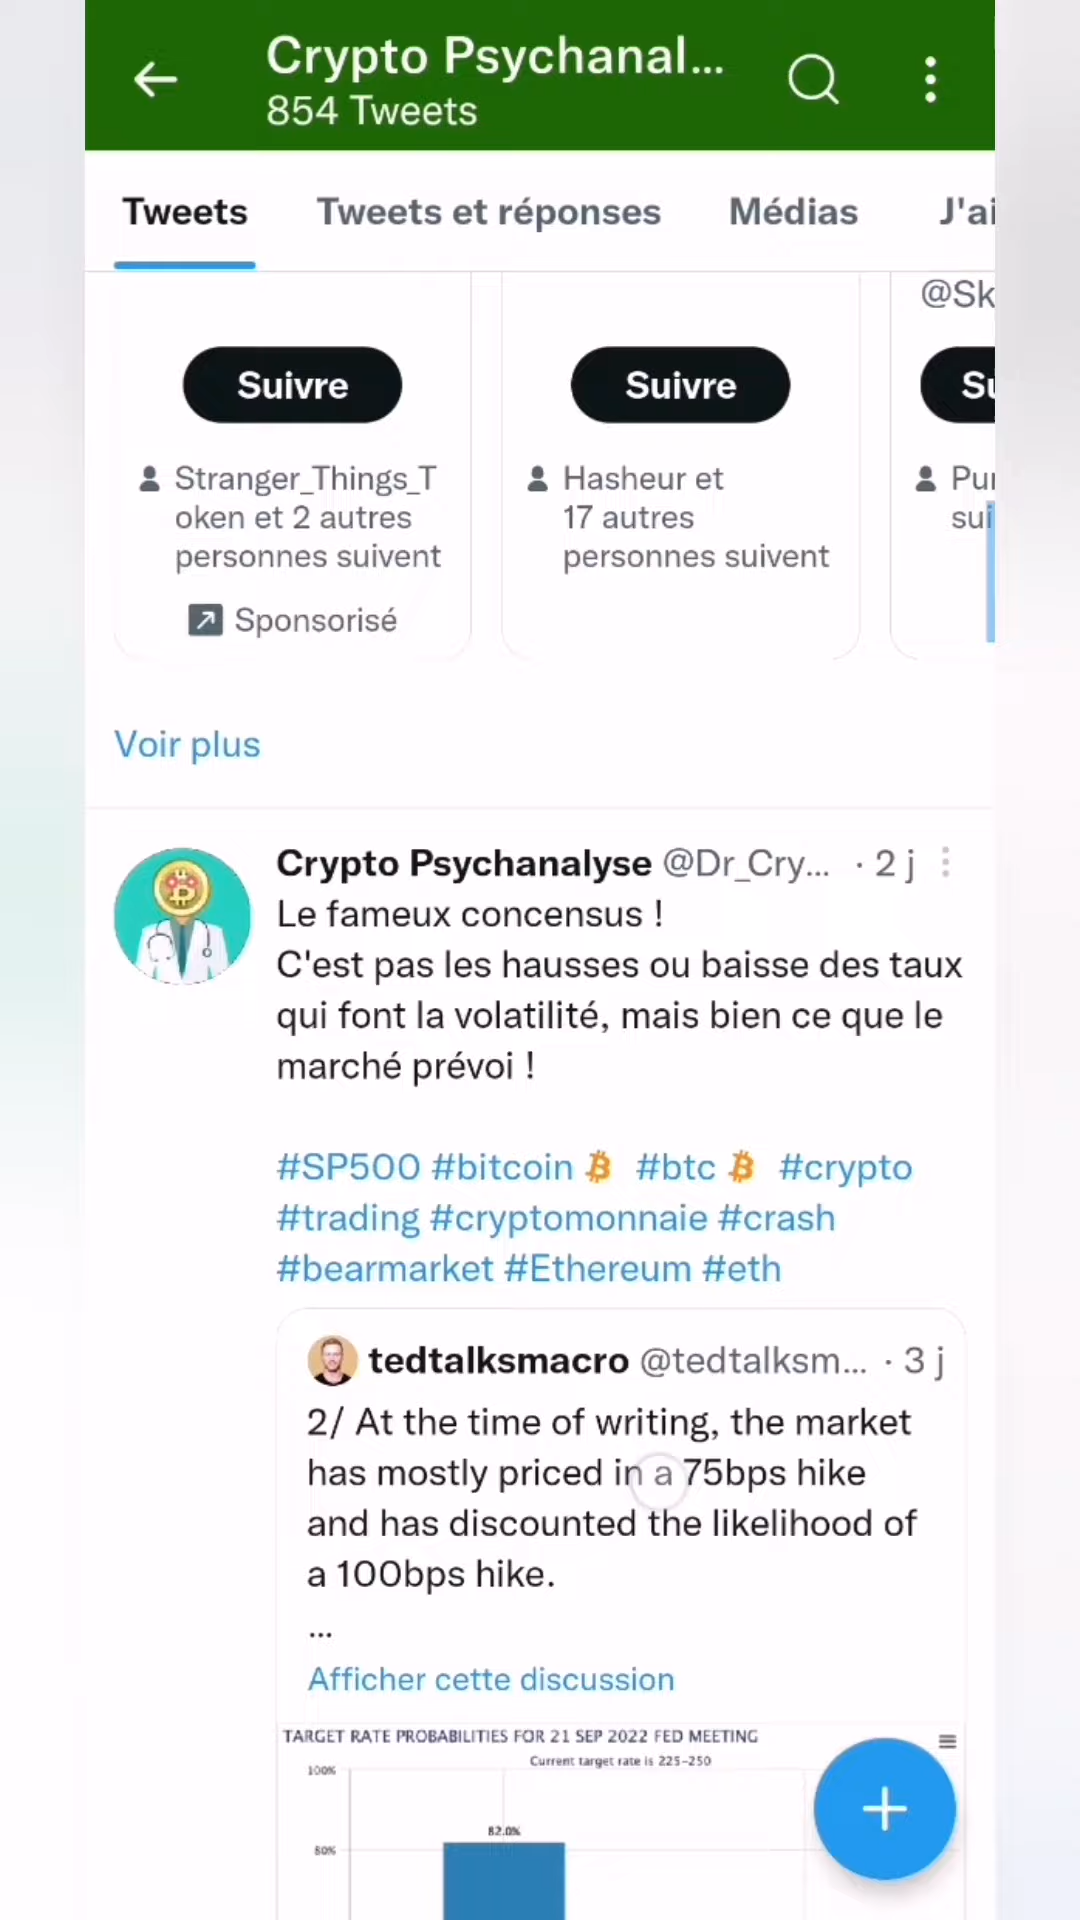 Crypto Psychanal...
854 Tweets
Tweets
Tweets et réponses
Médias
J'ai
@Sk
Suivre
Suivre
Su
Stranger_Things_T
oken et 2 autres
personnes suivent
Sponsorisé
Hasheur et
17 autres
personnes suivent
Pur
sui
Voir plus
Crypto Psychanalyse @Dr_Cry... · 2 j
Le fameux concensus !
C'est pas les hausses ou baisse des taux
qui font la volatilité, mais bien ce que le
marché prévoi !
#SP500 #bitcoin #btc #crypto
#trading #cryptomonnaie #crash
#bearmarket #Ethereum #eth
tedtalksmacro @tedtalksm... · 3 j
2/ At the time of writing, the market
has mostly priced in a 75bps hike
and has discounted the likelihood of
a 100bps hike.
...
Afficher cette discussion
TARGET RATE PROBABILITIES FOR 21 SEP 2022 FED MEETING
Current target rate is 225-250
100%
82.0%
80%